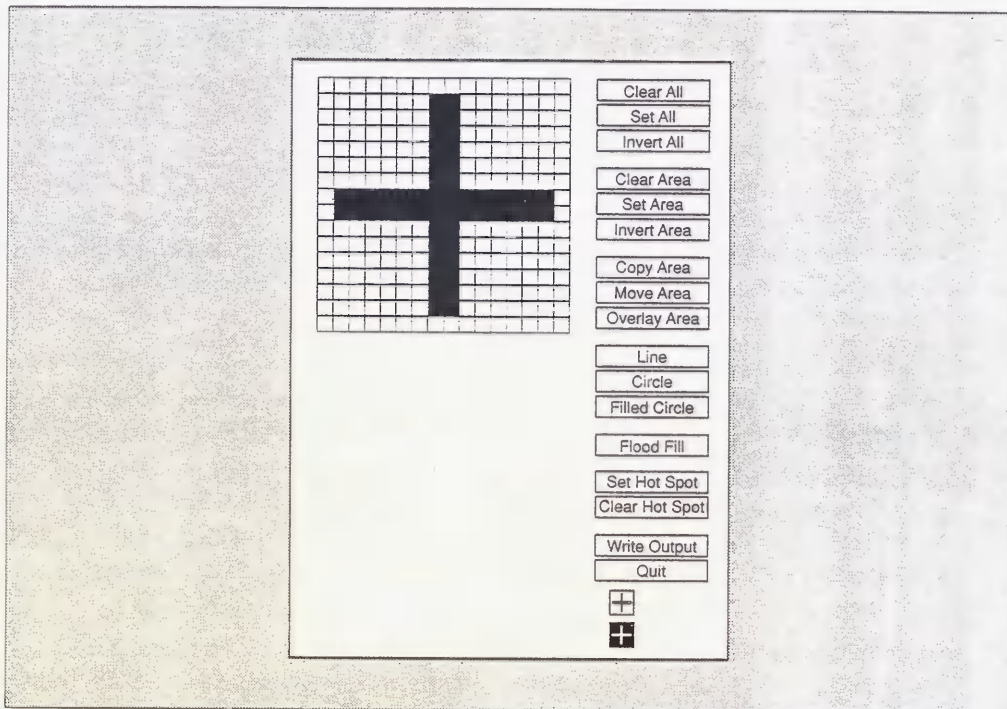 Clear All
Set All
Invert All
Clear Area
Set Area
Invert Area
Copy Area
Move Area
Overlay Area
Line
Circle
Filled Circle
Flood Fill
Set Hot Spot
Clear Hot Spot
Write Output
Quit